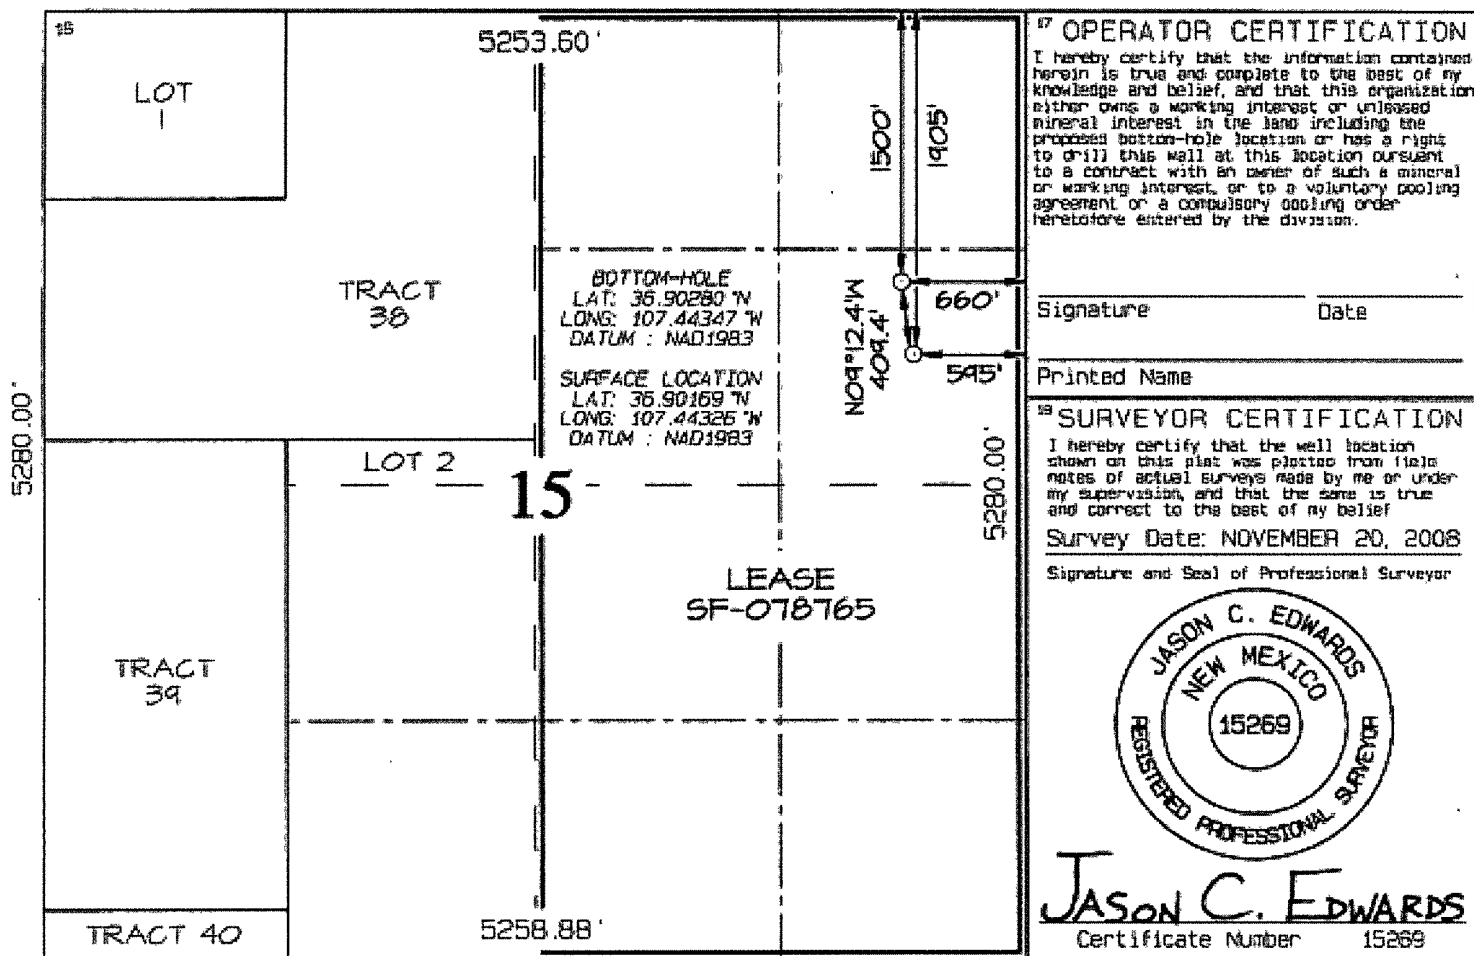 16
5253.60'
LOT
1
1500'
1905'
TRACT
38
BOTTOM-HOLE
LAT: 36.90280 °N
LONG: 107.44347 °W
DATUM : NAD1983
SURFACE LOCATION
LAT: 36.90169 °N
LONG: 107.44326 °W
DATUM : NAD1983
N09°12.4'W
409.4'
660'
595'
5280.00'
LOT 2
15
5280.00'
LEASE
SF-078765
TRACT
39
TRACT 40
5258.88'
17 OPERATOR CERTIFICATION
I hereby certify that the information contained
herein is true and complete to the best of my
knowledge and belief, and that this organization
either owns a working interest or unleased
mineral interest in the land including the
proposed bottom-hole location or has a right
to drill this well at this location pursuant
to a contract with an owner of such a mineral
or working interest, or to a voluntary pooling
agreement or a compulsory pooling order
heretofore entered by the division.
Signature Date
Printed Name
18 SURVEYOR CERTIFICATION
I hereby certify that the well location
shown on this plat was plotted from field
notes of actual surveys made by me or under
my supervision, and that the same is true
and correct to the best of my belief
Survey Date: NOVEMBER 20, 2008
Signature and Seal of Professional Surveyor
JASON C. EDWARDS
NEW MEXICO
15269
REGISTERED PROFESSIONAL SURVEYOR
JASON C. EDWARDS
Certificate Number 15269